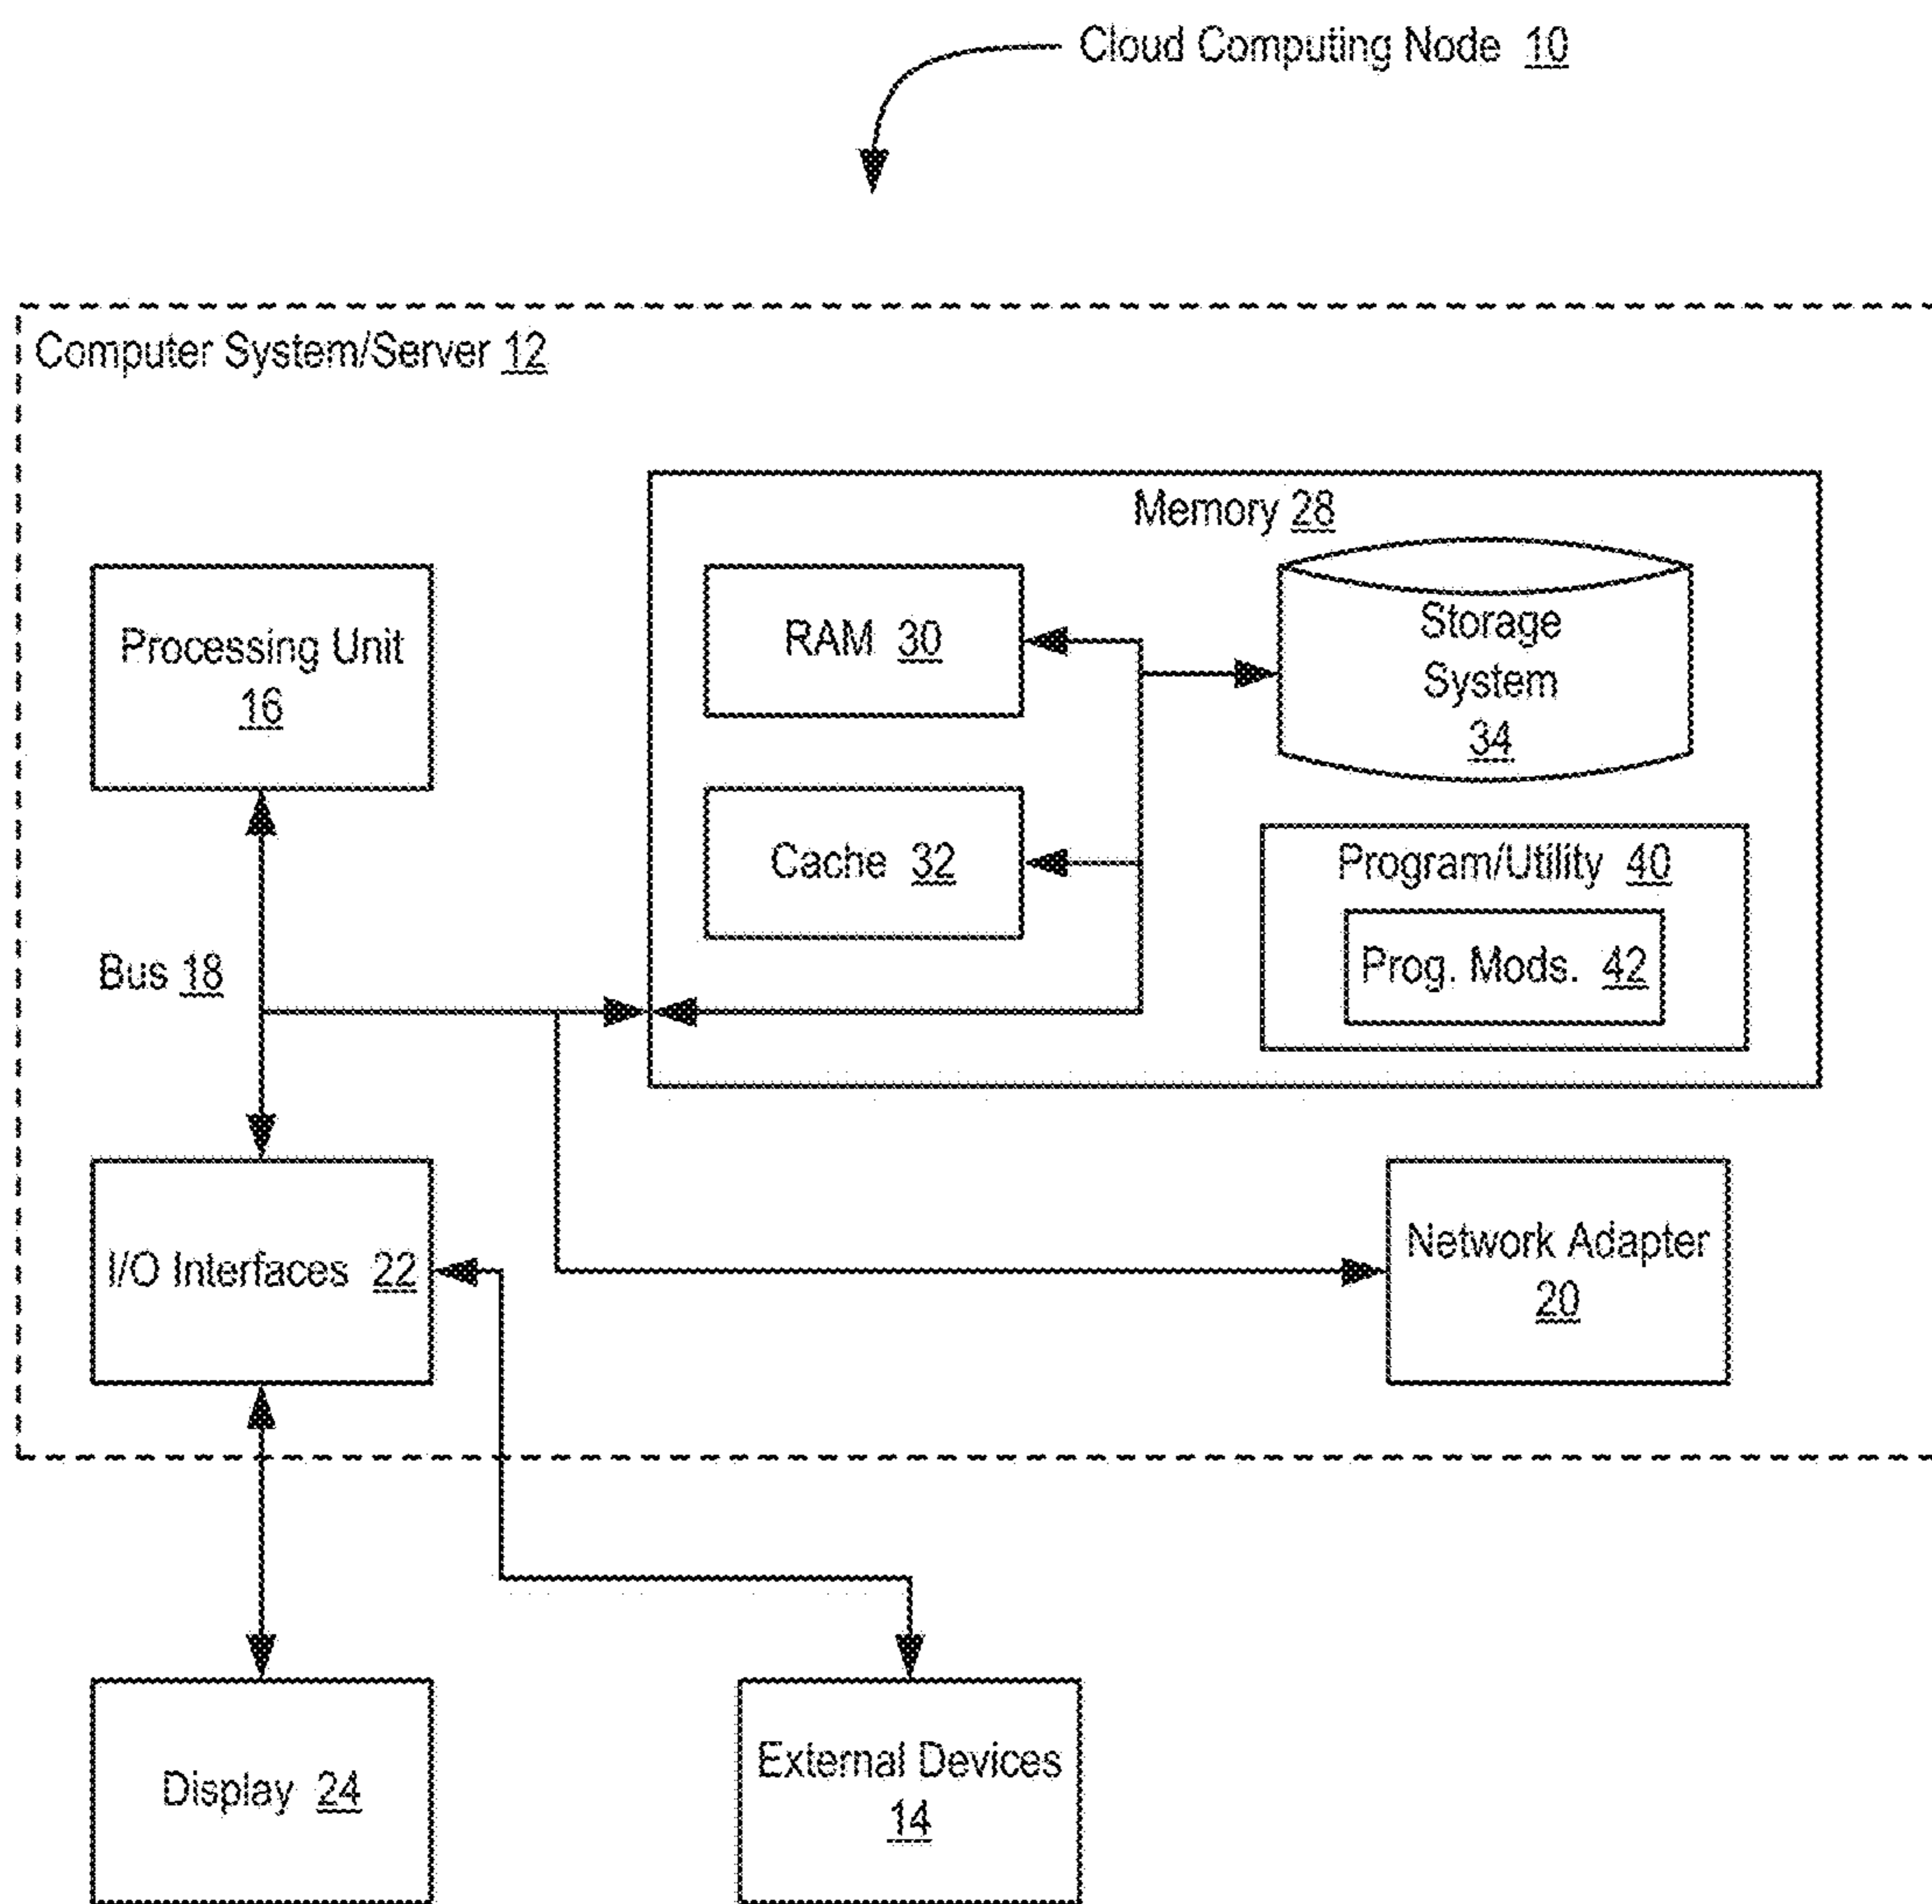 Cloud Computing Node 10
Computer System/Server 12
Memory 28
Processing Unit
16
RAM 30
Storage
System
34
Cache 32
Program/Utility 40
Prog. Mods. 42
Bus 18
I/O Interfaces 22
Network Adapter
20
Display 24
External Devices
14